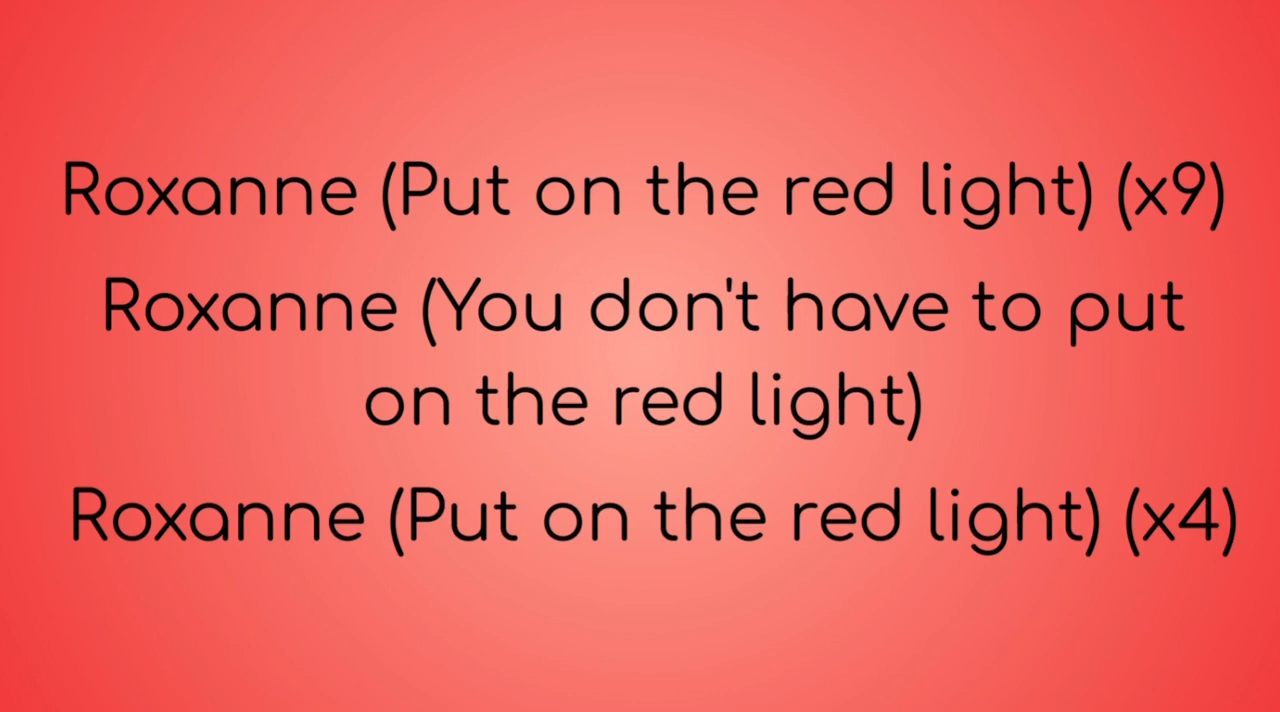 Roxanne (Put on the red light) (x9)
Roxanne (You don't have to put
on the red light)
Roxanne (Put on the red light) (x4)